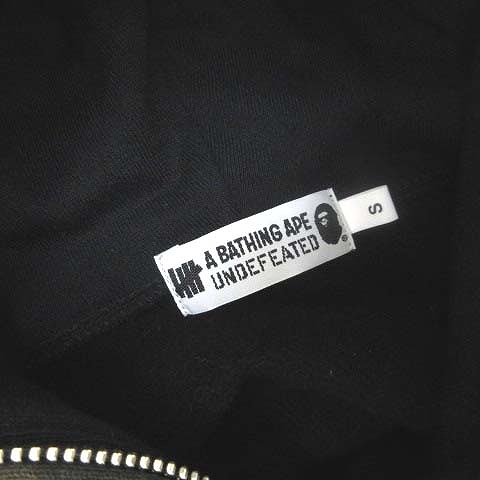 A BATHING APE
UNDEFEATED
®
S